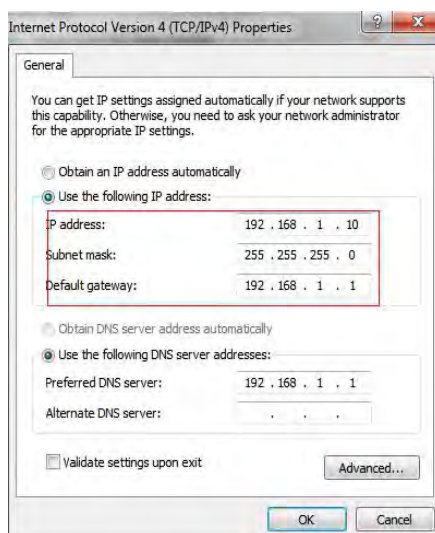 Internet Protocol Version 4 (TCP/IPv4) Properties
?
X
General
You can get IP settings assigned automatically if your network supports
this capability. Otherwise, you need to ask your network administrator
for the appropriate IP settings.
Obtain an IP address automatically
Use the following IP address:
IP address: 192 . 168 . 1 . 10
Subnet mask: 255 . 255 . 255 . 0
Default gateway: 192 . 168 . 1 . 1
Obtain DNS server address automatically
Use the following DNS server addresses:
Preferred DNS server: 192 . 168 . 1 . 1
Alternate DNS server: . . .
Validate settings upon exit
Advanced...
OK Cancel